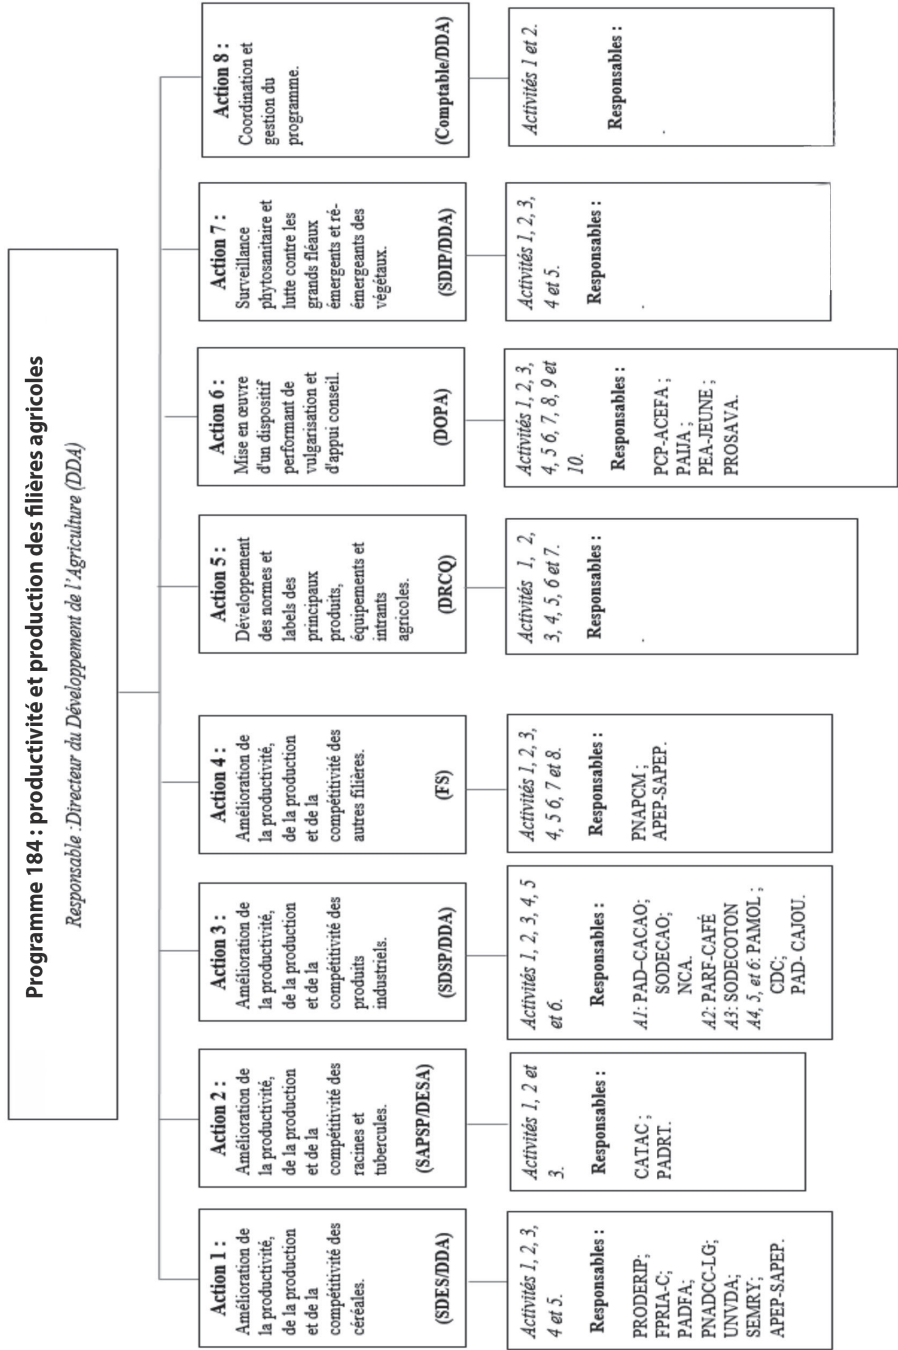 Programme 184 : productivité et production des filières agricoles
Responsable :Directeur du Développement de l'Agriculture (DDA)
Action 1 :
Amélioration de
la productivité,
de la production
et de la
compétitivité des
céréales.
(SDES/DDA)
Activités 1, 2, 3,
4 et 5.
Responsables :
PRODERIP;
FPRIA-C;
PADFA;
PNADCC-LG;
UNVDA;
SEMRY;
APEP-SAPEP.
Action 2 :
Amélioration de
la productivité,
de la production
et de la
compétitivité des
racines et
tubercules.
(SAPSP/DESA)
Activités 1, 2 et
3.
Responsables :
CATAC ;
PADRT.
Action 3 :
Amélioration de
la productivité,
de la production
et de la
compétitivité des
produits
industriels.
(SDSP/DDA)
Activités 1, 2, 3, 4, 5
et 6.
Responsables :
A1: PAD-CACAO;
SODECAO;
NCA.
A2: PARF-CAFÉ
A3: SODECOTON
A4, 5, et 6: PAMOL ;
CDC;
PAD- CAJOU.
Action 4 :
Amélioration de
la productivité,
de la production
et de la
compétitivité des
autres filières.
(FS)
Activités 1, 2, 3,
4, 5 6, 7 et 8.
Responsables :
PNAPCM ;
APEP-SAPEP.
Action 5 :
Développement
des normes et
labels des
principaux
produits,
équipements et
intrants
agricoles.
(DRCQ)
Activités 1, 2,
3, 4, 5, 6 et 7.
Responsables :
.
Action 6 :
Mise en œuvre
d'un dispositif
performant de
vulgarisation et
d'appui conseil.
(DOPA)
Activités 1, 2, 3,
4, 5 6, 7, 8, 9 et
10.
Responsables :
PCP-ACEFA ;
PAIJA ;
PEA-JEUNE ;
PROSAVA.
Action 7 :
Surveillance
phytosanitaire et
lutte contre les
grands fléaux
émergents et ré-
émergeants des
végétaux.
(SDIP/DDA)
Activités 1, 2, 3,
4 et 5.
Responsables :
.
Action 8 :
Coordination et
gestion du
programme.
(Comptable/DDA)
Activités 1 et 2.
Responsables :
.